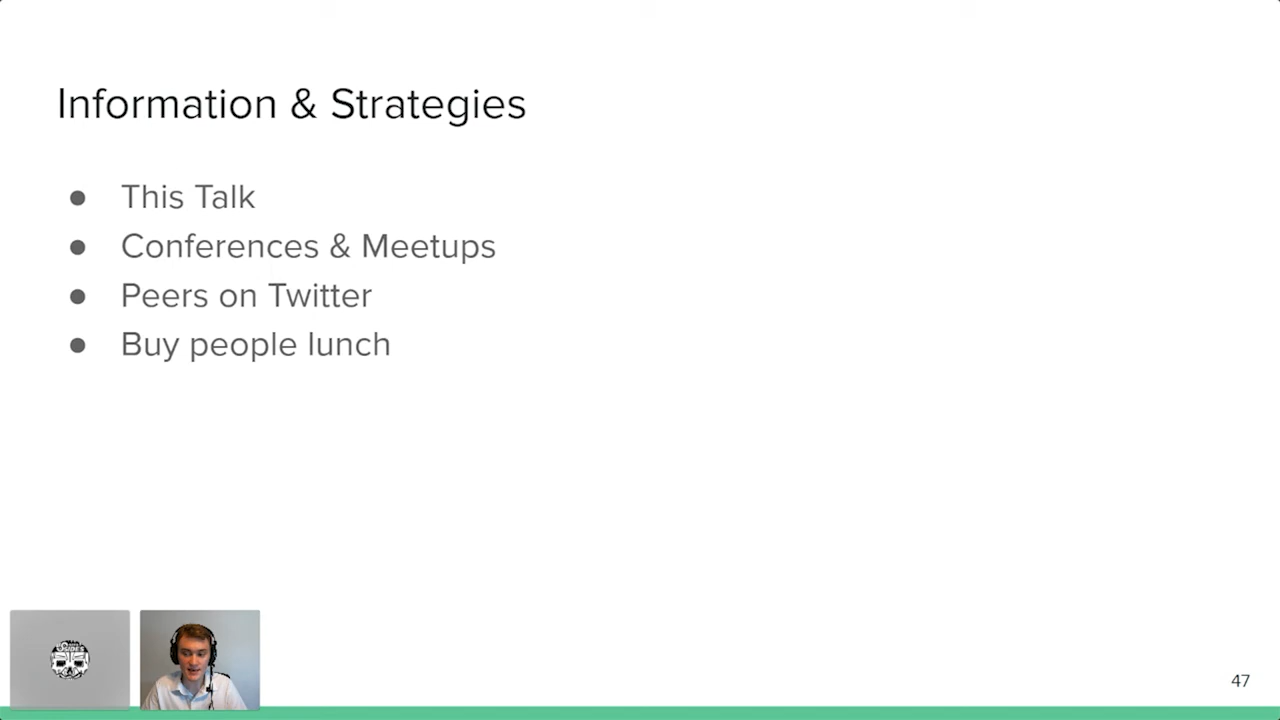 Information & Strategies
● This Talk
● Conferences & Meetups
● Peers on Twitter
● Buy people lunch
47